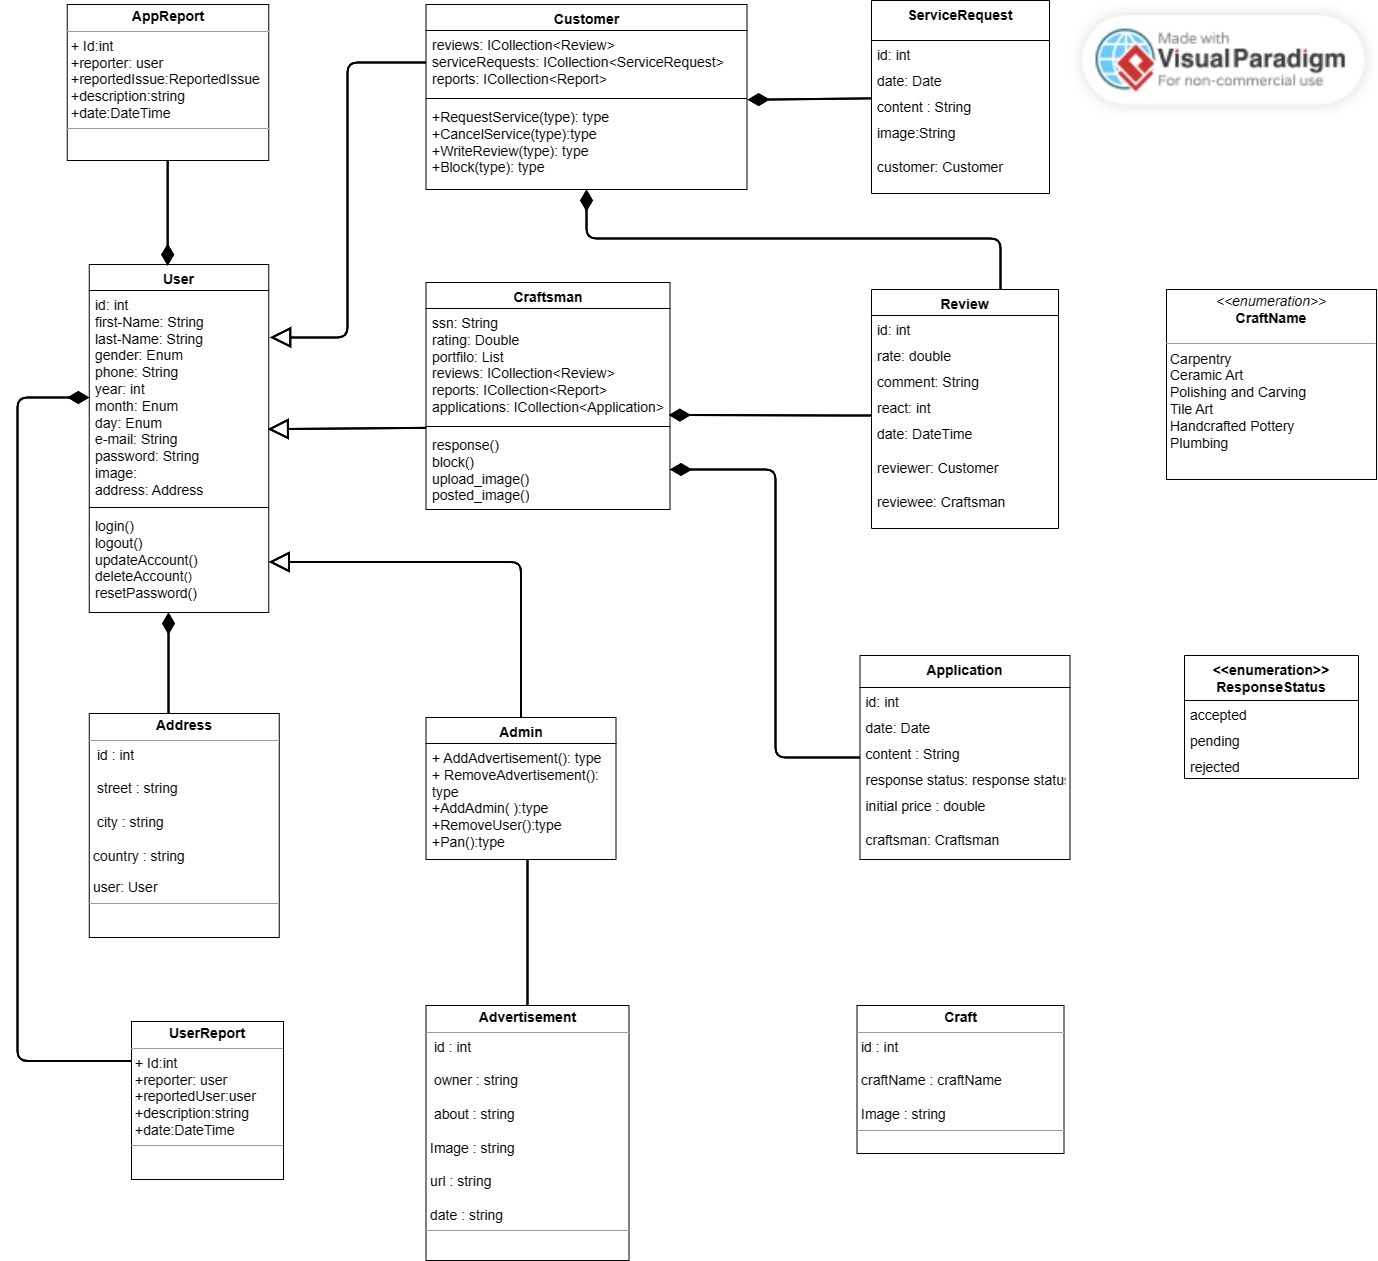 AppReport
+ Id:int
+reporter: user
+reportedIssue:ReportedIssue
+description:string
+date:DateTime
Customer
reviews: ICollection<Review>
serviceRequests: ICollection<ServiceRequest>
reports: ICollection<Report>
+RequestService(type): type
+CancelService(type):type
+WriteReview(type): type
+Block(type): type
ServiceRequest
id: int
date: Date
content : String
image:String
customer: Customer
Made with
VisualParadigm
For non-commercial use
User
id: int
first-Name: String
last-Name: String
gender: Enum
phone: String
year: int
month: Enum
day: Enum
e-mail: String
password: String
image:
address: Address
login()
logout()
updateAccount()
deleteAccount()
resetPassword()
Craftsman
ssn: String
rating: Double
portfilo: List
reviews: ICollection<Review>
reports: ICollection<Report>
applications: ICollection<Application>
response()
block()
upload_image()
posted_image()
Review
id: int
rate: double
comment: String
react: int
date: DateTime
reviewer: Customer
reviewee: Craftsman
<<enumeration>>
CraftName
Carpentry
Ceramic Art
Polishing and Carving
Tile Art
Handcrafted Pottery
Plumbing
Address
id : int
street : string
city : string
country : string
user: User
Admin
+ AddAdvertisement(): type
+ RemoveAdvertisement():
type
+AddAdmin( ):type
+RemoveUser():type
+Pan():type
Application
id: int
date: Date
content : String
response status: response statu
initial price : double
craftsman: Craftsman
<<enumeration>>
ResponseStatus
accepted
pending
rejected
UserReport
+ Id:int
+reporter: user
+reportedUser:user
+description:string
+date:DateTime
Advertisement
id : int
owner : string
about : string
Image : string
url : string
date : string
Craft
id : int
craftName : craftName
Image : string